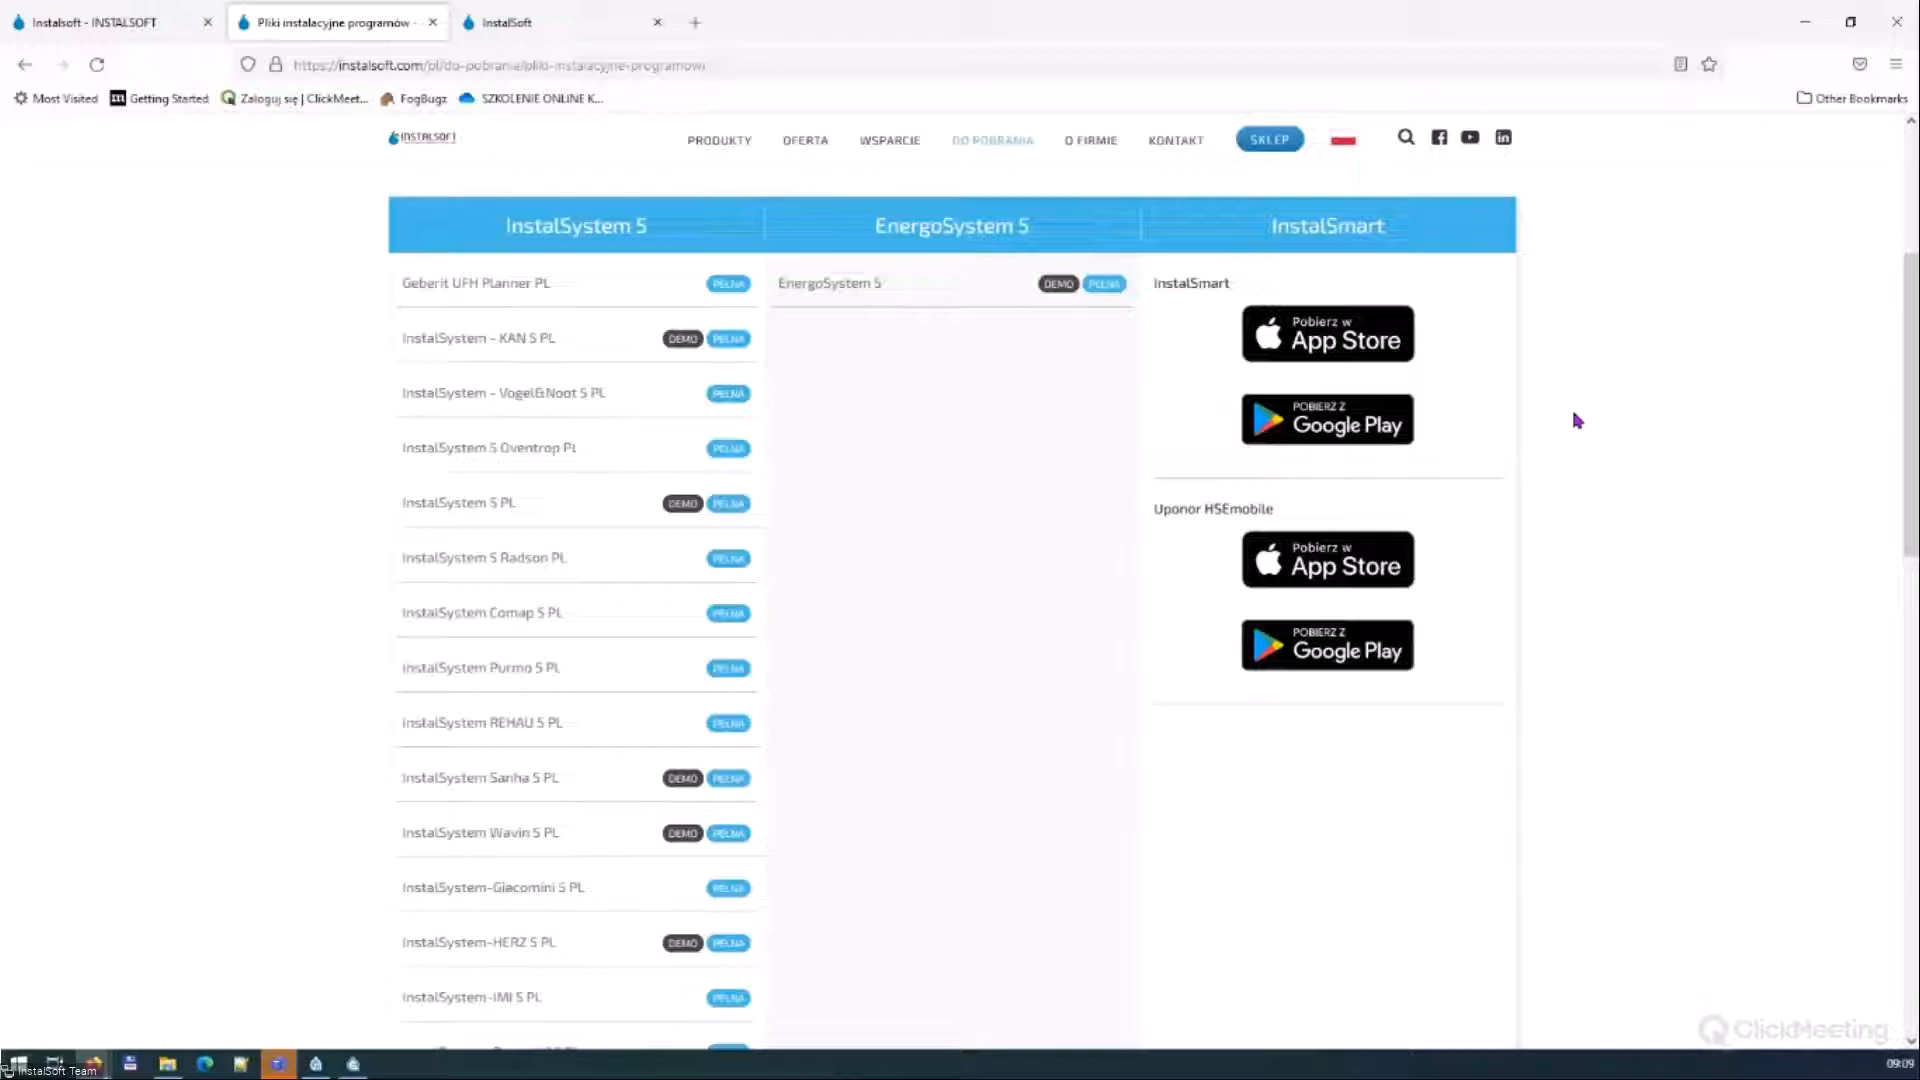 Instalsoft - INSTALSOFT
Pliki instalacyjne programów -
InstalSoft
https://instalsoft.com/pl/do-pobrania/pliki-instalacyjne-programow/
Most Visited
Getting Started
Zaloguj się | ClickMeet...
FogBugz
SZKOLENIE ONLINE K...
Other Bookmarks
INSTALSOFT
PRODUKTY
OFERTA
WSPARCIE
DO POBRANIA
O FIRMIE
KONTAKT
SKLEP
InstalSystem 5
EnergoSystem 5
InstalSmart
Geberit UFH Planner PL
PEŁNA
EnergoSystem 5
DEMO PEŁNA
InstalSmart
Pobierz w
App Store
InstalSystem - KAN 5 PL
DEMO PEŁNA
InstalSystem - Vogel&Noot 5 PL
PEŁNA
POBIERZ Z
Google Play
InstalSystem 5 Oventrop PL
PEŁNA
InstalSystem 5 PL
DEMO PEŁNA
Uponor HSEmobile
Pobierz w
App Store
InstalSystem 5 Radson PL
PEŁNA
InstalSystem Comap 5 PL
PEŁNA
POBIERZ Z
Google Play
InstalSystem Purmo 5 PL
PEŁNA
InstalSystem REHAU 5 PL
PEŁNA
InstalSystem Sanha 5 PL
DEMO PEŁNA
InstalSystem Wavin 5 PL
DEMO PEŁNA
InstalSystem-Giacomini 5 PL
PEŁNA
InstalSystem-HERZ 5 PL
DEMO PEŁNA
InstalSystem-IMI 5 PL
PEŁNA
ClickMeeting
InstalSoft Team
09:09